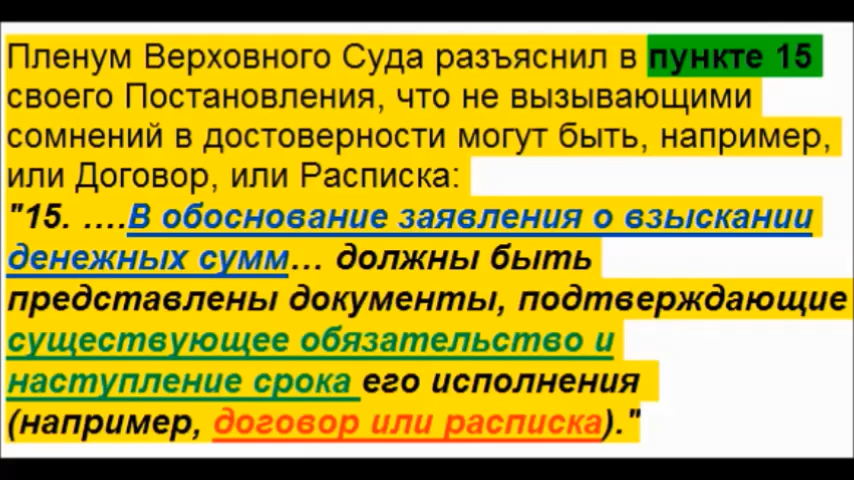 Пленум Верховного Суда разъяснил в пункте 15
своего Постановления, что не вызывающими
сомнений в достоверности могут быть, например,
или Договор, или Расписка:
"15. ….В обоснование заявления о взыскании
денежных сумм… должны быть
представлены документы, подтверждающие
существующее обязательство и
наступление срока его исполнения
(например, договор или расписка)."